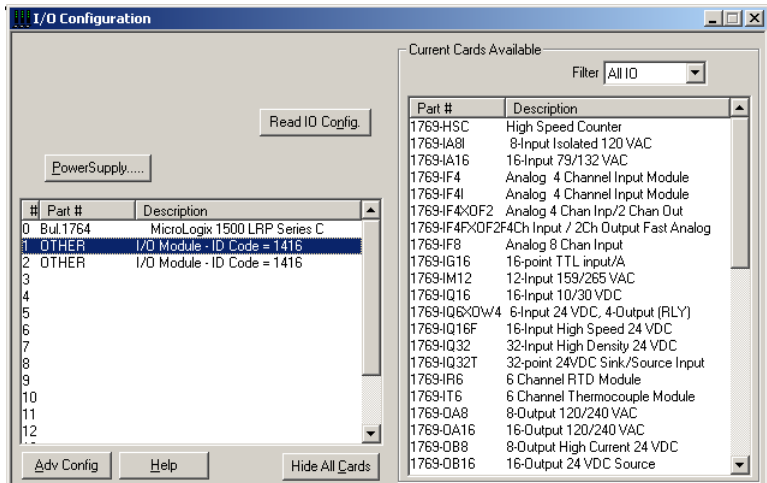 I/O Configuration
Current Cards Available
Filter All IO
Read IO Config.
PowerSupply.....
# Part # Description
0 Bul.1764 MicroLogix 1500 LRP Series C
1 OTHER I/O Module - ID Code = 1416
2 OTHER I/O Module - ID Code = 1416
3
4
5
6
7
8
9
10
11
12
Adv Config Help Hide All Cards
Part # Description
1769-HSC High Speed Counter
1769-IA8I 8-Input Isolated 120 VAC
1769-IA16 16-Input 79/132 VAC
1769-IF4 Analog 4 Channel Input Module
1769-IF4I Analog 4 Channel Input Module
1769-IF4XOF2 Analog 4 Chan Inp/2 Chan Out
1769-IF4FXOF2F4Ch Input / 2Ch Output Fast Analog
1769-IF8 Analog 8 Chan Input
1769-IG16 16-point TTL input/A
1769-IM12 12-Input 159/265 VAC
1769-IQ16 16-Input 10/30 VDC
1769-IQ6XOW4 6-Input 24 VDC, 4-Output (RLY)
1769-IQ16F 16-Input High Speed 24 VDC
1769-IQ32 32-Input High Density 24 VDC
1769-IQ32T 32-point 24VDC Sink/Source Input
1769-IR6 6 Channel RTD Module
1769-IT6 6 Channel Thermocouple Module
1769-OA8 8-Output 120/240 VAC
1769-OA16 16-Output 120/240 VAC
1769-OB8 8-Output High Current 24 VDC
1769-OB16 16-Output 24 VDC Source